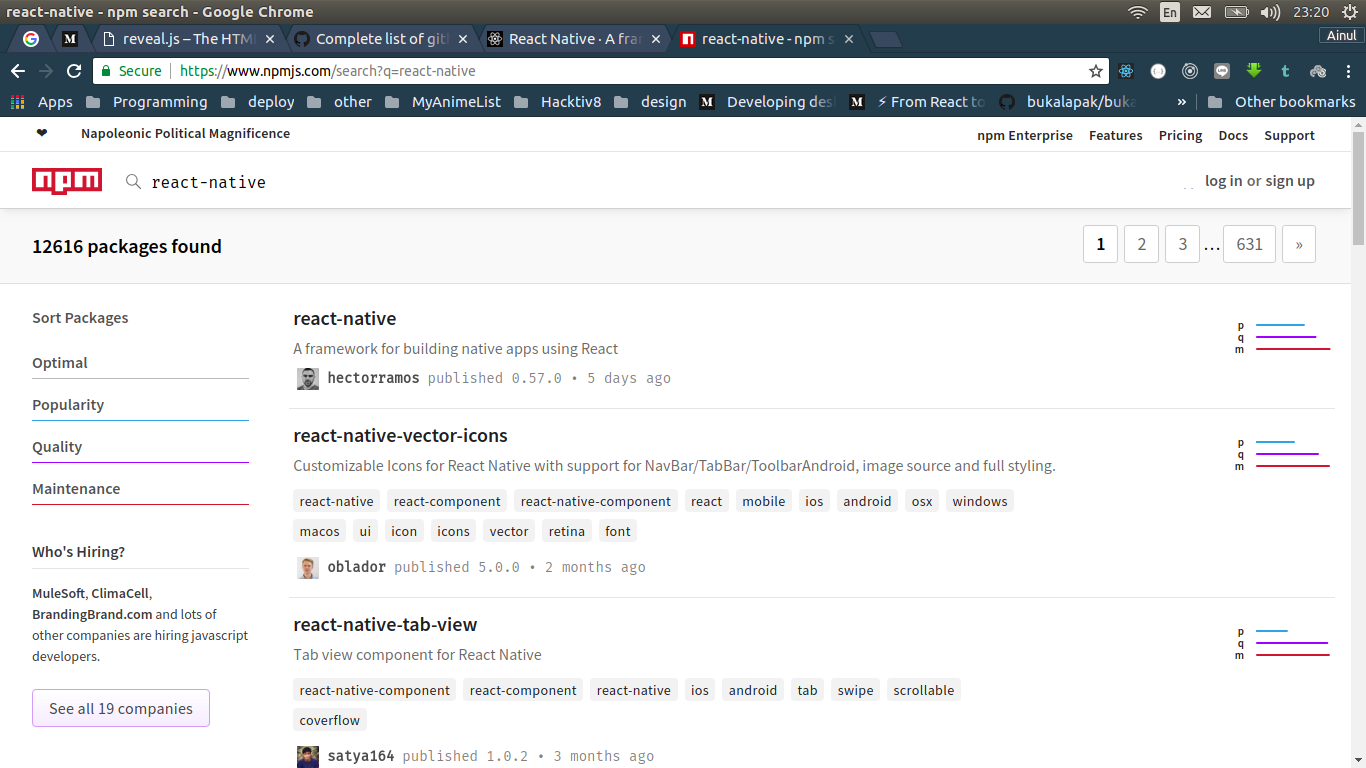 react-native - npm search - Google Chrome
En
23:20
G
M
reveal.js – The HTM
Complete list of git
React Native · A fra
react-native - npm s
Ainul
Secure
https://www.npmjs.com/search?q=react-native
t
Apps
Programming
deploy
other
MyAnimeList
Hacktiv8
design
M
Developing des
M
⚡ From React to
bukalapak/buka
»
Other bookmarks
❤
Napoleonic Political Magnificence
npm Enterprise
Features
Pricing
Docs
Support
npm
react-native
log in or sign up
12616 packages found
1
2
3
...
631
»
Sort Packages
Optimal
Popularity
Quality
Maintenance
Who's Hiring?
MuleSoft, ClimaCell,
BrandingBrand.com and lots of
other companies are hiring javascript
developers.
See all 19 companies
react-native
A framework for building native apps using React
hectorramos published 0.57.0 • 5 days ago
p
q
m
react-native-vector-icons
Customizable Icons for React Native with support for NavBar/TabBar/ToolbarAndroid, image source and full styling.
react-native react-component react-native-component react mobile ios android osx windows
macos ui icon icons vector retina font
oblador published 5.0.0 • 2 months ago
p
q
m
react-native-tab-view
Tab view component for React Native
react-native-component react-component react-native ios android tab swipe scrollable
coverflow
satya164 published 1.0.2 • 3 months ago
p
q
m